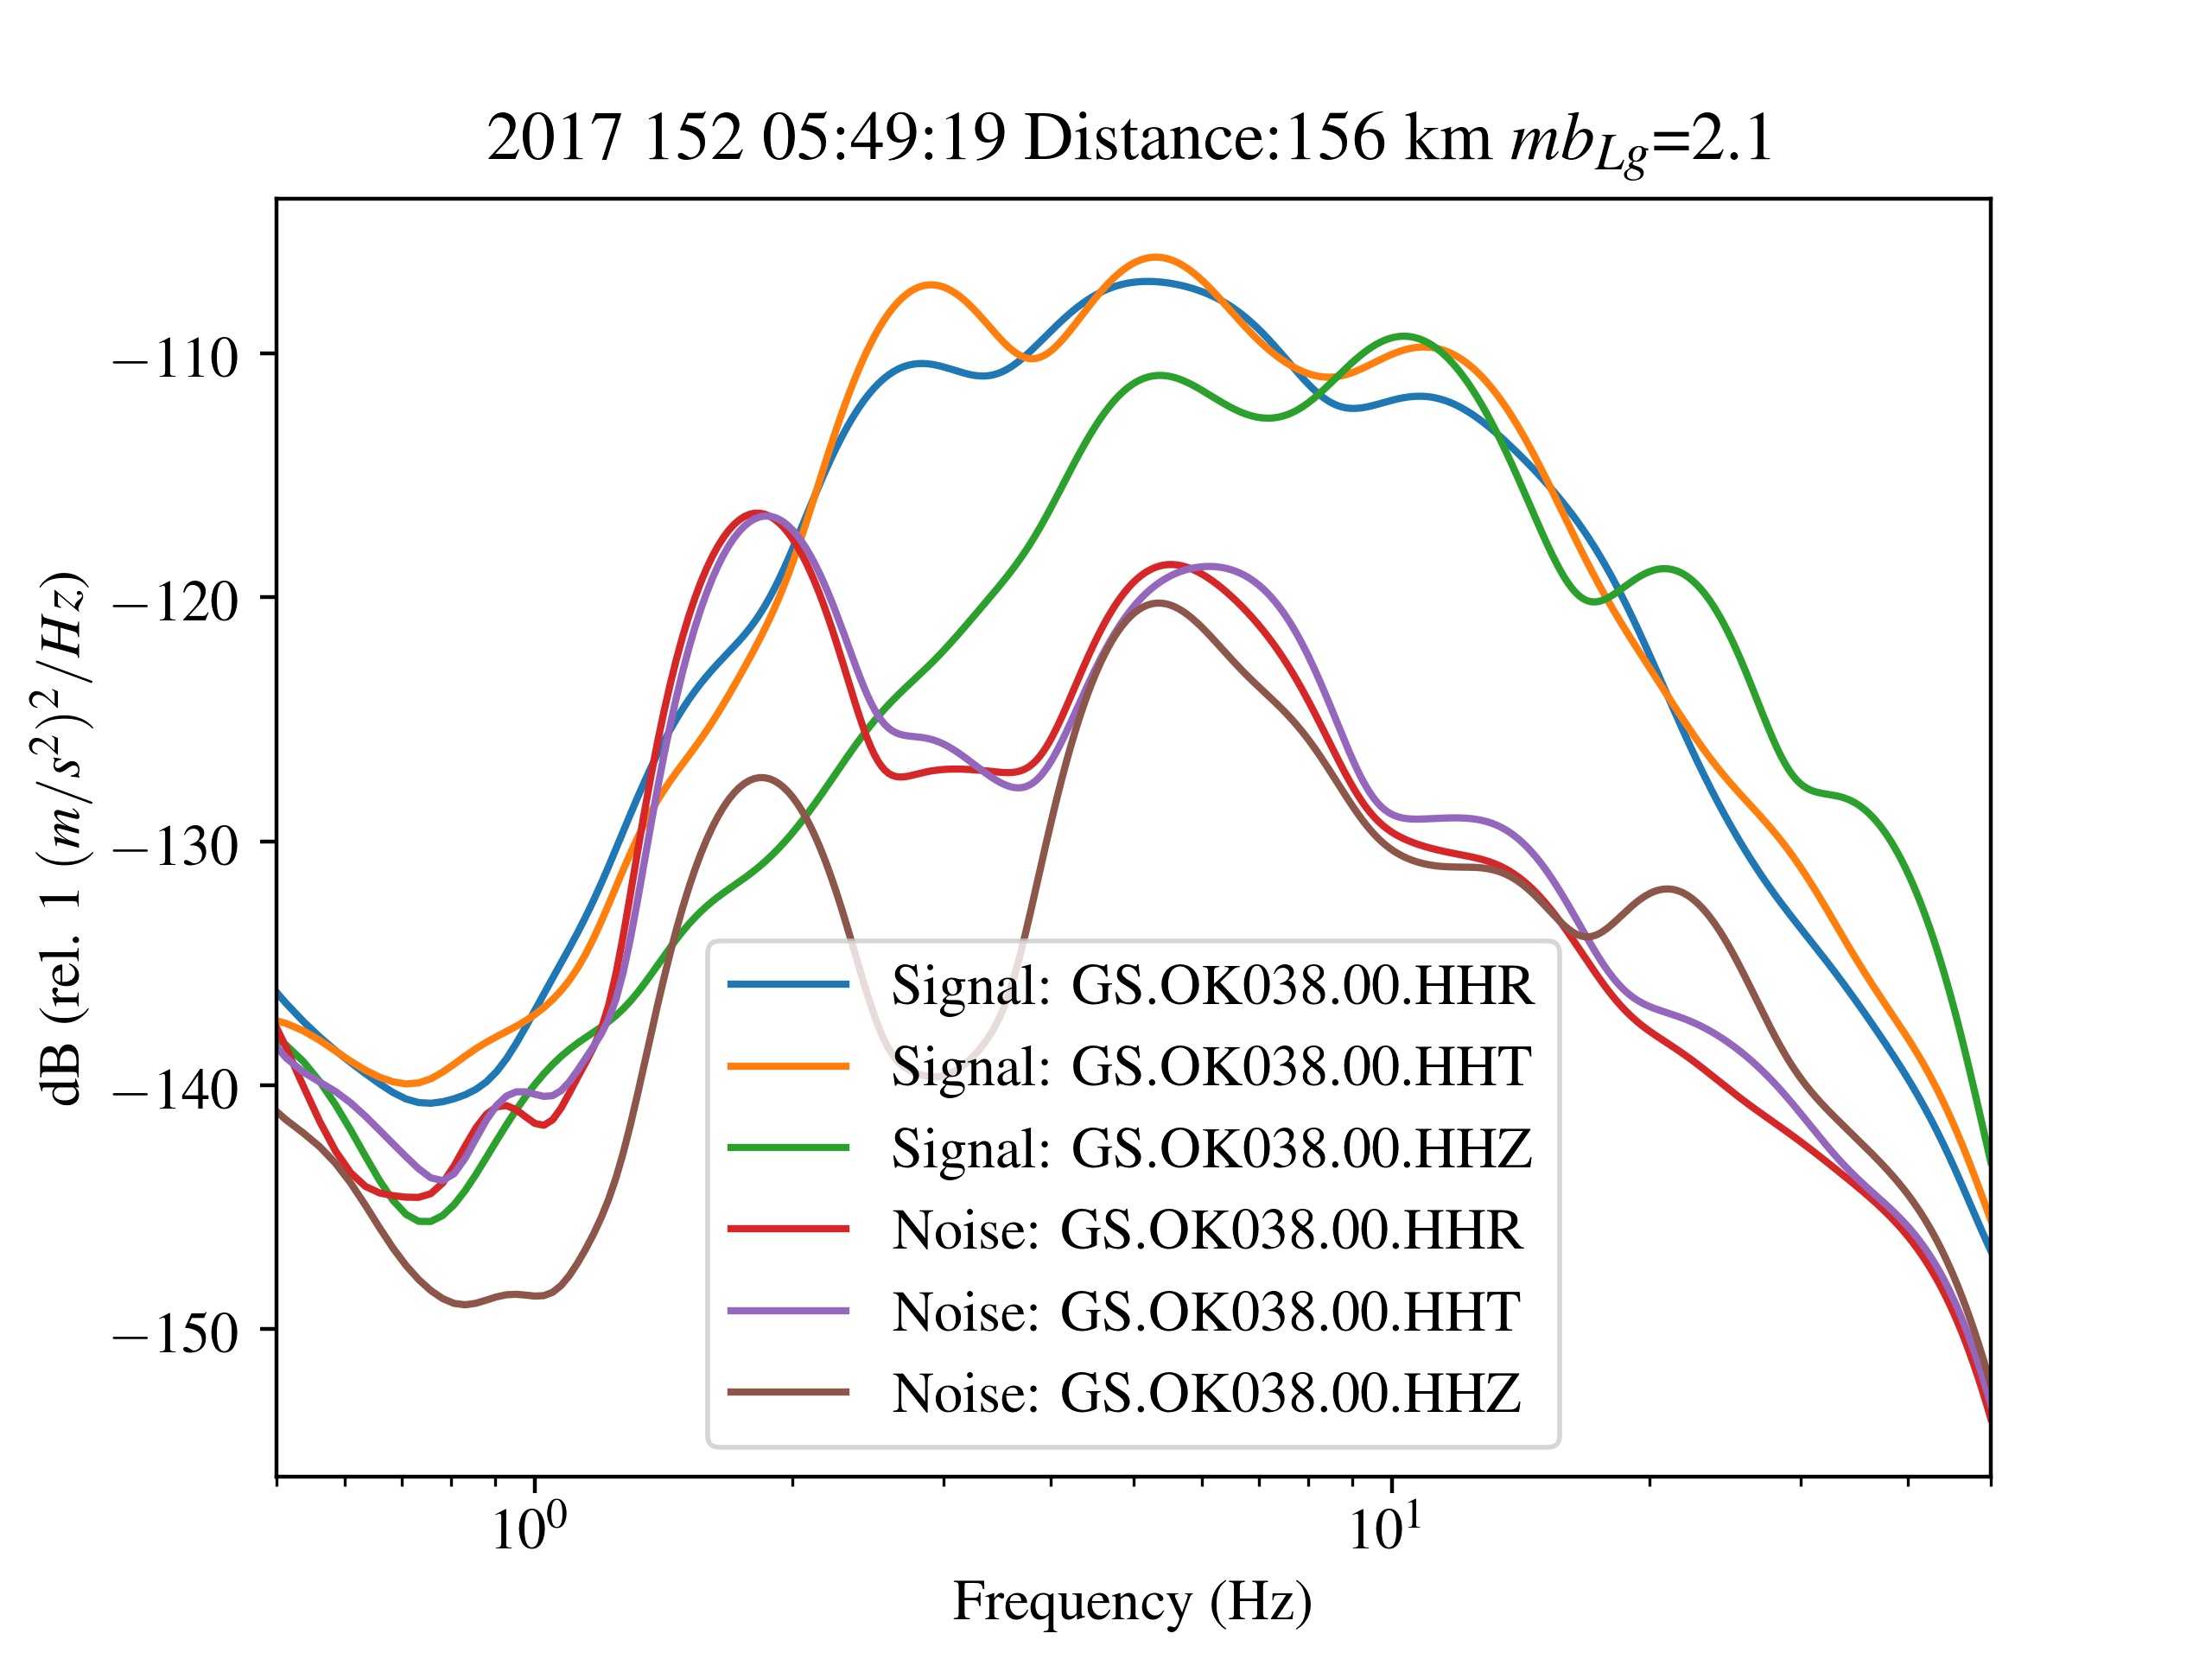 2017 152 05:49:19 Distance:156 km mb_Lg=2.1
dB (rel. 1 (m/s²)²/Hz)
−110
−120
−130
−140
−150
Signal: GS.OK038.00.HHR
Signal: GS.OK038.00.HHT
Signal: GS.OK038.00.HHZ
Noise: GS.OK038.00.HHR
Noise: GS.OK038.00.HHT
Noise: GS.OK038.00.HHZ
10⁰ 10¹
Frequency (Hz)